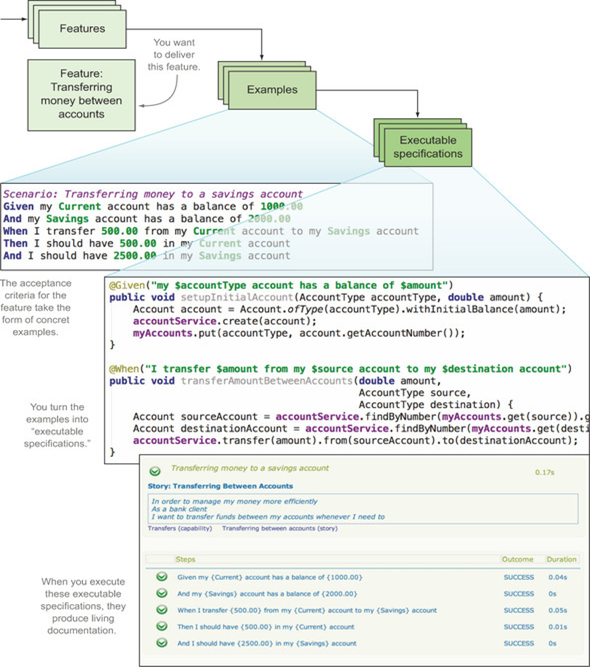 Features
You want
to deliver
this feature.
Feature:
Transferring
money between
accounts
Examples
Executable
specifications
Scenario: Transferring money to a savings account
Given my Current account has a balance of 1000.00
And my Savings account has a balance of 2000.00
When I transfer 500.00 from my Current account to my Savings account
Then I should have 500.00 in my Current account
And I should have 2500.00 in my Savings account
The acceptance
criteria for the
feature take the
form of concret
examples.
@Given("my $accountType account has a balance of $amount")
public void setupInitialAccount(AccountType accountType, double amount) {
Account account = Account.ofType(accountType).withInitialBalance(amount);
accountService.create(account);
myAccounts.put(accountType, account.getAccountNumber());
}
@When("I transfer $amount from my $source account to my $destination account")
public void transferAmountBetweenAccounts(double amount,
AccountType source,
AccountType destination) {
Account sourceAccount = accountService.findByNumber(myAccounts.get(source)).g
Account destinationAccount = accountService.findByNumber(myAccounts.get(desti
accountService.transfer(amount).from(sourceAccount).to(destinationAccount);
}
You turn the
examples into
“executable
specifications.”
Transferring money to a savings account 0.17s
Story: Transferring Between Accounts
In order to manage my money more efficiently
As a bank client
I want to transfer funds between my accounts whenever I need to
Transfers (capability) Transferring between accounts (story)
Steps Outcome Duration
Given my {Current} account has a balance of {1000.00} SUCCESS 0.04s
And my {Savings} account has a balance of {2000.00} SUCCESS 0s
When I transfer {500.00} from my {Current} account to my {Savings} account SUCCESS 0.05s
Then I should have {500.00} in my {Current} account SUCCESS 0.01s
And I should have {2500.00} in my {Savings} account SUCCESS 0s
When you execute
these executable
specifications, they
produce living
documentation.